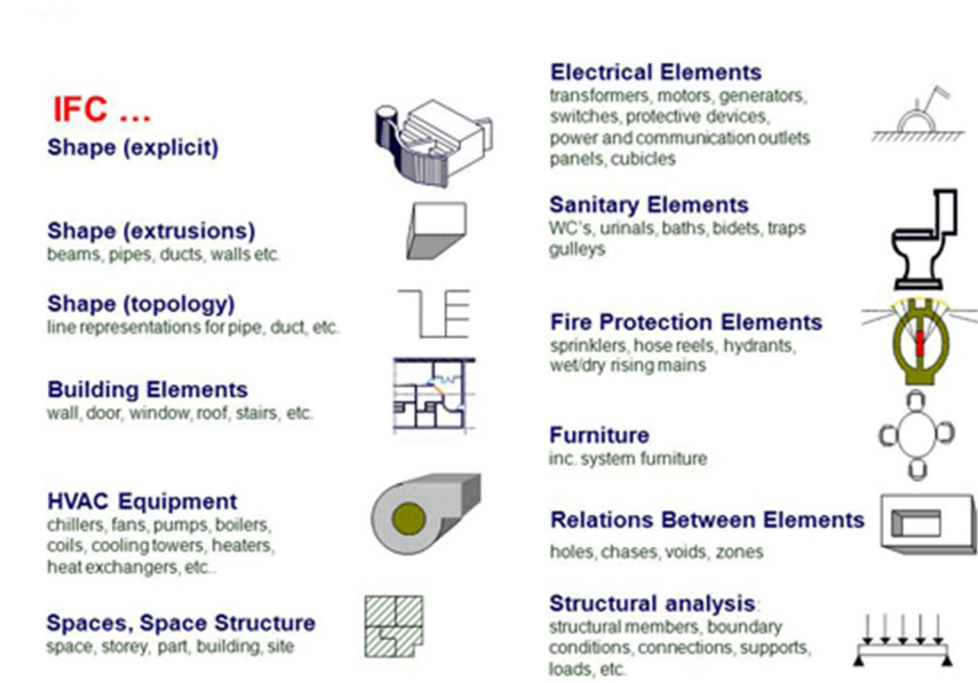 IFC ...
Shape (explicit)
Shape (extrusions)
beams, pipes, ducts, walls etc.
Shape (topology)
line representations for pipe, duct, etc.
Building Elements
wall, door, window, roof, stairs, etc.
HVAC Equipment
chillers, fans, pumps, boilers,
coils, cooling towers, heaters,
heat exchangers, etc..
Spaces, Space Structure
space, storey, part, building, site
Electrical Elements
transformers, motors, generators,
switches, protective devices,
power and communication outlets
panels, cubicles
Sanitary Elements
WC's, urinals, baths, bidets, traps
gulleys
Fire Protection Elements
sprinklers, hose reels, hydrants,
wet/dry rising mains
Furniture
inc. system furniture
Relations Between Elements
holes, chases, voids, zones
Structural analysis:
structural members, boundary
conditions, connections, supports,
loads, etc.